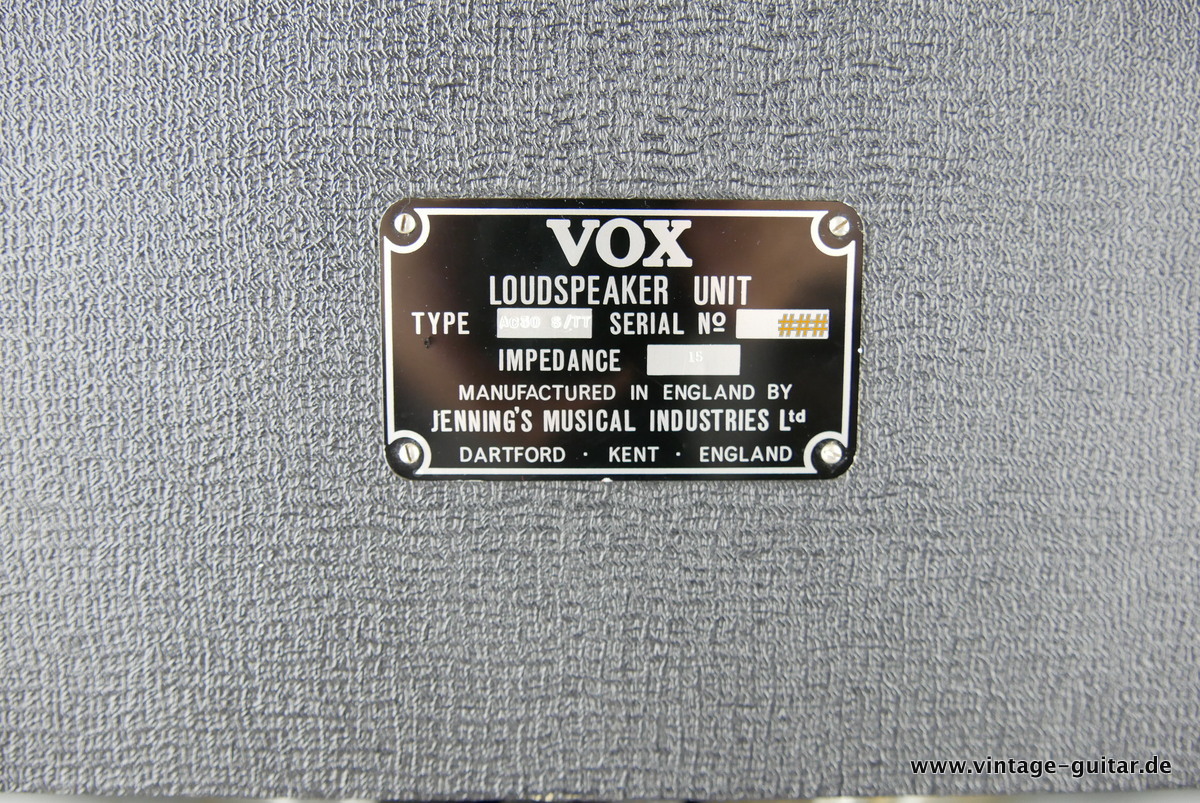 VOX
LOUDSPEAKER UNIT
TYPE S/TT SERIAL Nº ###
IMPEDANCE 15
MANUFACTURED IN ENGLAND BY
JENNING'S MUSICAL INDUSTRIES Ltd
DARTFORD · KENT · ENGLAND
www.vintage-guitar.de